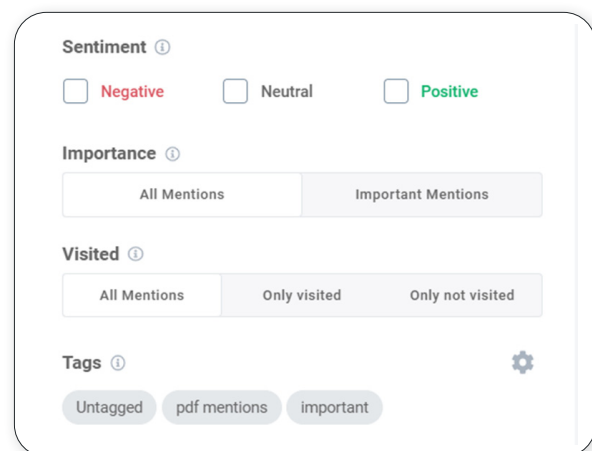 Sentiment
Negative Neutral Positive
Importance
All Mentions Important Mentions
Visited
All Mentions Only visited Only not visited
Tags
Untagged pdf mentions important